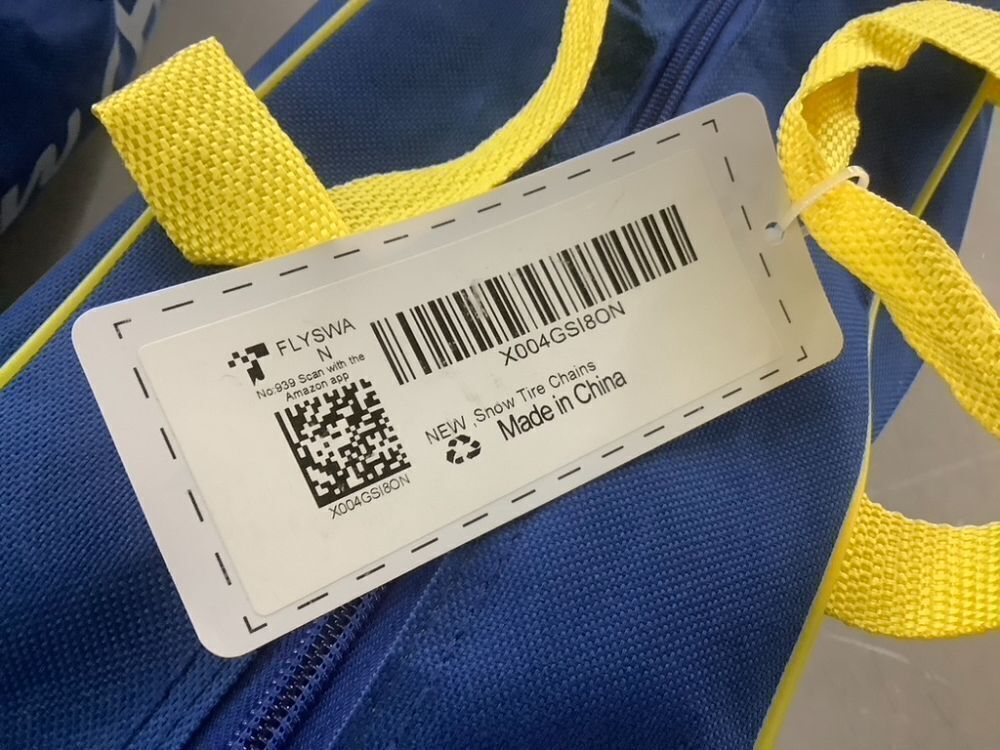 FLYSWA
N
No:939 Scan with the
Amazon app
X004GSI8ON
X004GSI8ON
NEW ,Snow Tire Chains
Made in China